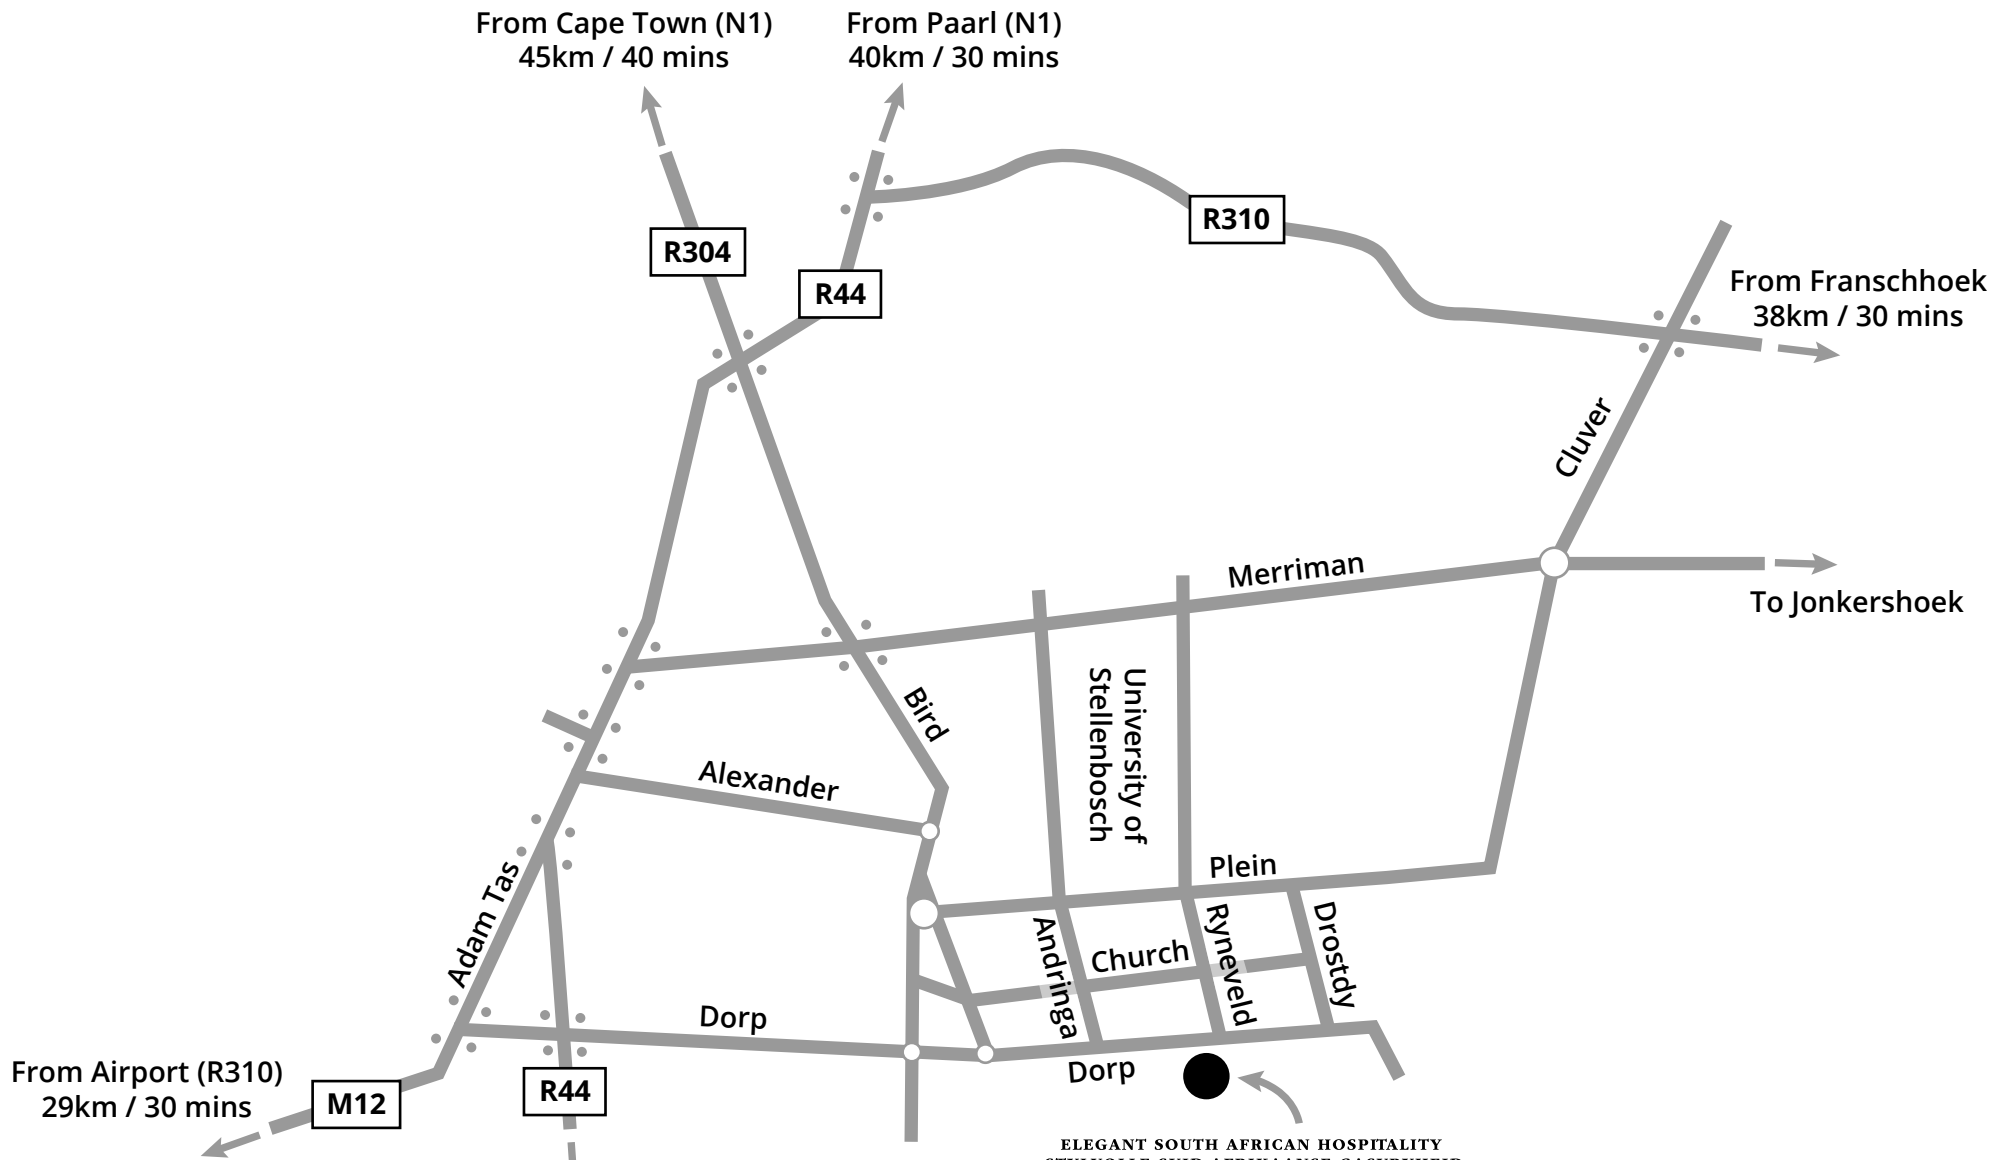 From Cape Town (N1)
45km / 40 mins
From Paarl (N1)
40km / 30 mins
R304
R44
R310
From Franschhoek
38km / 30 mins
Cluver
Merriman
To Jonkershoek
Bird
University of
Stellenbosch
Alexander
Plein
Adam Tas
Andringa
Church
Ryneveld
Drostdy
Dorp
Dorp
From Airport (R310)
29km / 30 mins
M12
R44
ELEGANT SOUTH AFRICAN HOSPITALITY